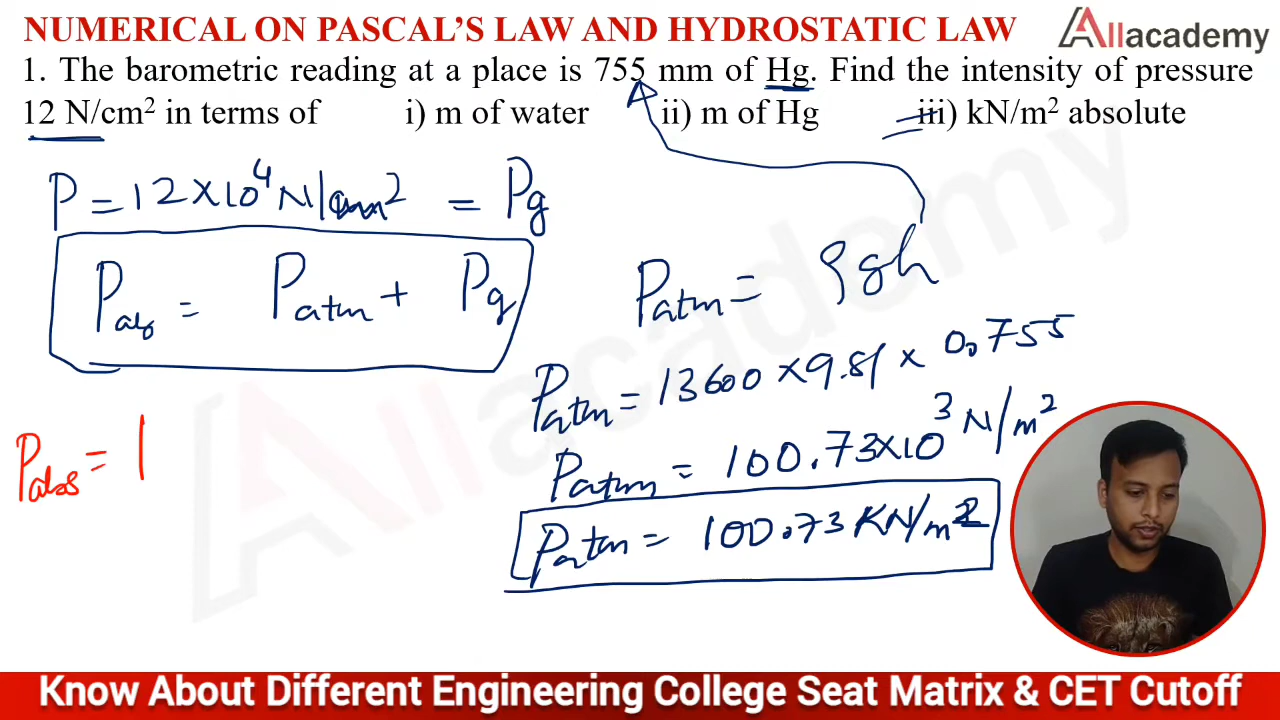 NUMERICAL ON PASCAL'S LAW AND HYDROSTATIC LAW
Allacademy
1. The barometric reading at a place is 755 mm of Hg. Find the intensity of pressure
12 N/cm² in terms of i) m of water ii) m of Hg iii) kN/m² absolute
P = 12 × 10⁴ N/m² = Pg
Pab = Patm + Pg
Patm = ρgh
Patm = 13600 × 9.81 × 0.755
Patm = 100.73 × 10³ N/m²
Patm = 100.73 KN/m²
Pabs = 1
Allacademy
Know About Different Engineering College Seat Matrix & CET Cutoff